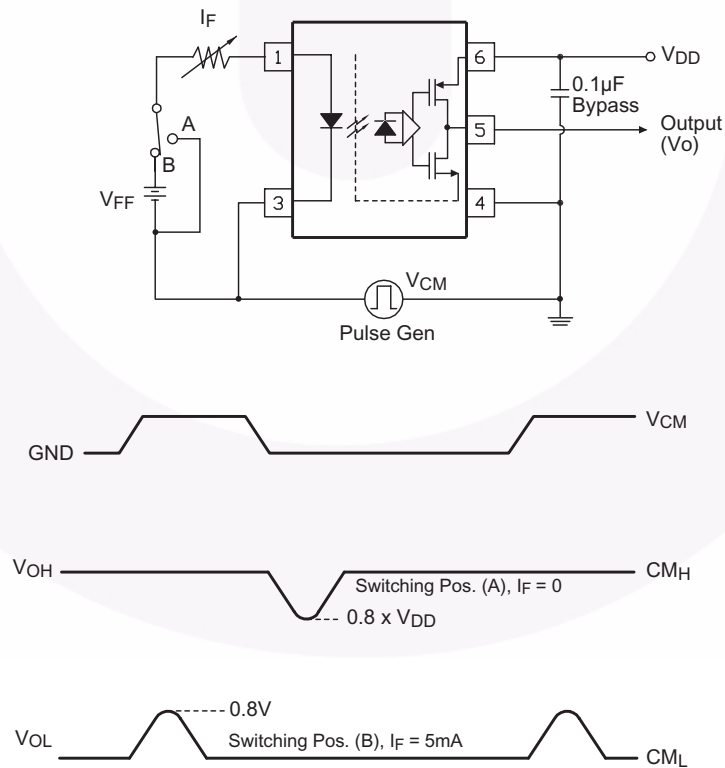 IF
1
6
VDD
0.1µF
Bypass
A
5
Output
(Vo)
B
VFF
3
4
VCM
Pulse Gen
VCM
GND
VOH
Switching Pos. (A), IF = 0
CMH
0.8 x VDD
0.8V
VOL
Switching Pos. (B), IF = 5mA
CML